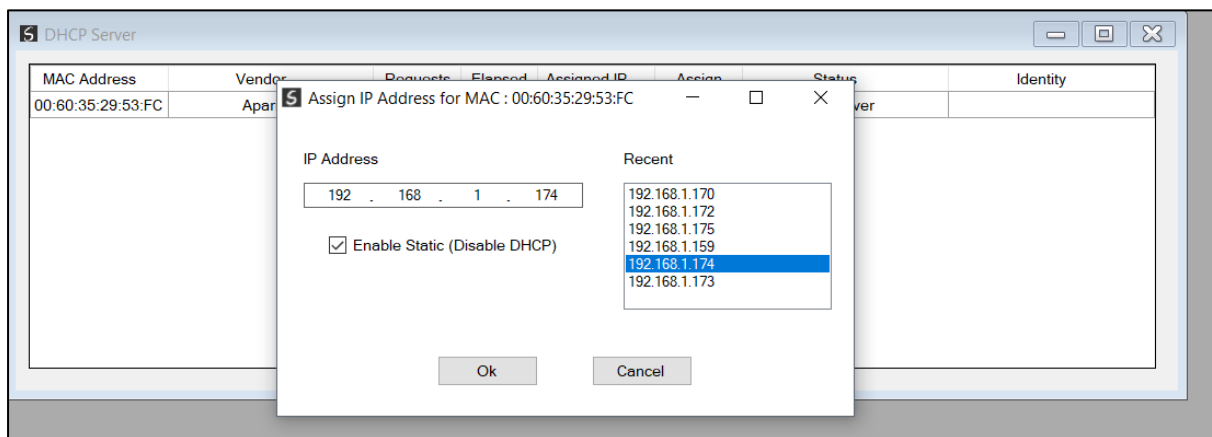 DHCP Server
MAC Address Vendor Requests Elapsed Assigned IP Assign Status Identity
00:60:35:29:53:FC Apar ver
Assign IP Address for MAC : 00:60:35:29:53:FC
IP Address Recent
192 . 168 . 1 . 174
192.168.1.170
192.168.1.172
192.168.1.175
Enable Static (Disable DHCP)
192.168.1.159
192.168.1.174
192.168.1.173
Ok Cancel